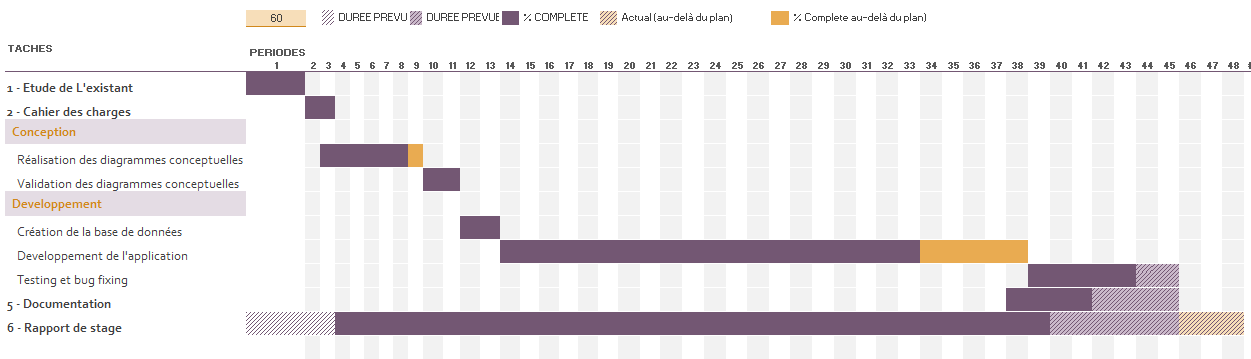 60 DUREE PREVU DUREE PREVUE % COMPLETE Actual (au-delà du plan) % Complete au-delà du plan)
TACHES
PERIODES
1 2 3 4 5 6 7 8 9 10 11 12 13 14 15 16 17 18 19 20 21 22 23 24 25 26 27 28 29 30 31 32 33 34 35 36 37 38 39 40 41 42 43 44 45 46 47 48
1 - Etude de L'existant
2 - Cahier des charges
Conception
Réalisation des diagrammes conceptuelles
Validation des diagrammes conceptuelles
Developpement
Création de la base de données
Developpement de l'application
Testing et bug fixing
5 - Documentation
6 - Rapport de stage